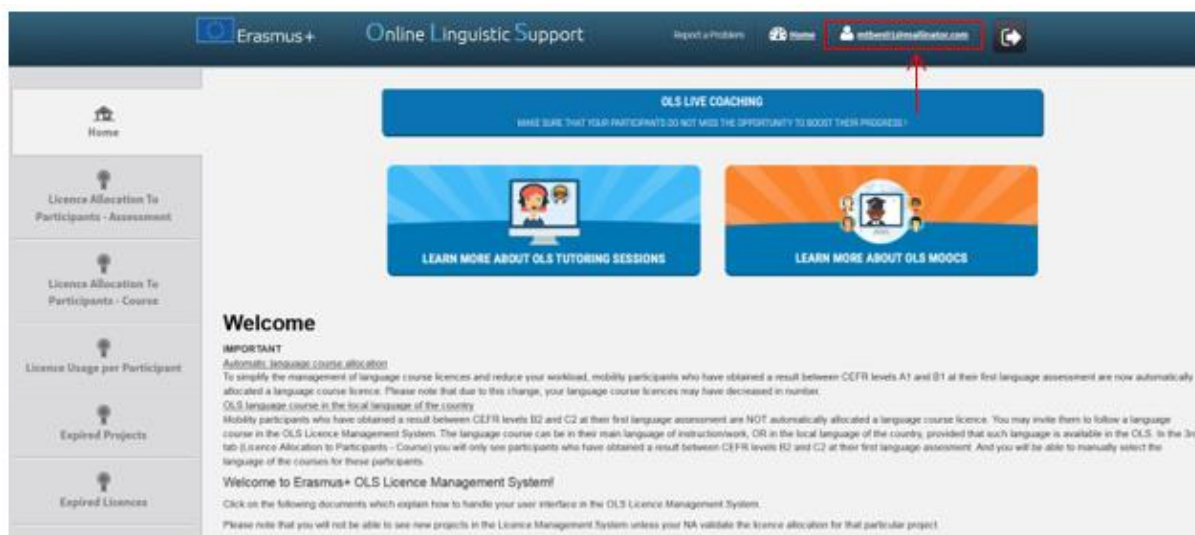 Erasmus+
Online Linguistic Support
Report a Problem
Home
OLS LIVE COACHING
MAKE SURE THAT YOUR PARTICIPANTS DO NOT MISS THE OPPORTUNITY TO BOOST THEIR PROGRESS !
Home
Licence Allocation To
Participants - Assessment
Licence Allocation To
Participants - Course
Licence Usage per Participant
Expired Projects
Expired Licences
LEARN MORE ABOUT OLS TUTORING SESSIONS
LEARN MORE ABOUT OLS MOOCS
Welcome
IMPORTANT
Automatic language course allocation
To simplify the management of language course licences and reduce your workload, mobility participants who have obtained a result between CEFR levels A1 and B1 at their first language assessment are now automatically
allocated a language course licence. Please note that due to this change, your language course licences may have decreased in number.
OLS language course in the local language of the country
Mobility participants who have obtained a result between CEFR levels B2 and C2 at their first language assessment are NOT automatically allocated a language course licence. You may invite them to follow a language
course in the OLS Licence Management System. The language course can be in their main language of instruction/work, OR in the local language of the country, provided that such language is available in the OLS. In the 3rd
tab (Licence Allocation to Participants - Course) you will only see participants who have obtained a result between CEFR levels B2 and C2 at their first language assesment. And you will be able to manually select the
language of the courses for these participants.
Welcome to Erasmus+ OLS Licence Management System!
Click on the following documents which explain how to handle your user interface in the OLS Licence Management System.
Please note that you will not be able to see new projects in the Licence Management System unless your NA validate the licence allocation for that particular project